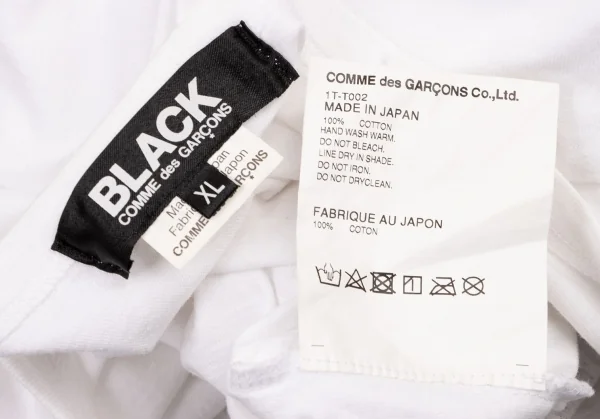 BLACK
COMME des GARÇONS
XL
COMME
GARÇONS
COMME des GARÇONS Co.,Ltd.
1T-T002
MADE IN JAPAN
100% COTTON
HAND WASH WARM.
DO NOT BLEACH.
LINE DRY IN SHADE.
DO NOT IRON.
DO NOT DRYCLEAN.
FABRIQUE AU JAPON
100% COTON